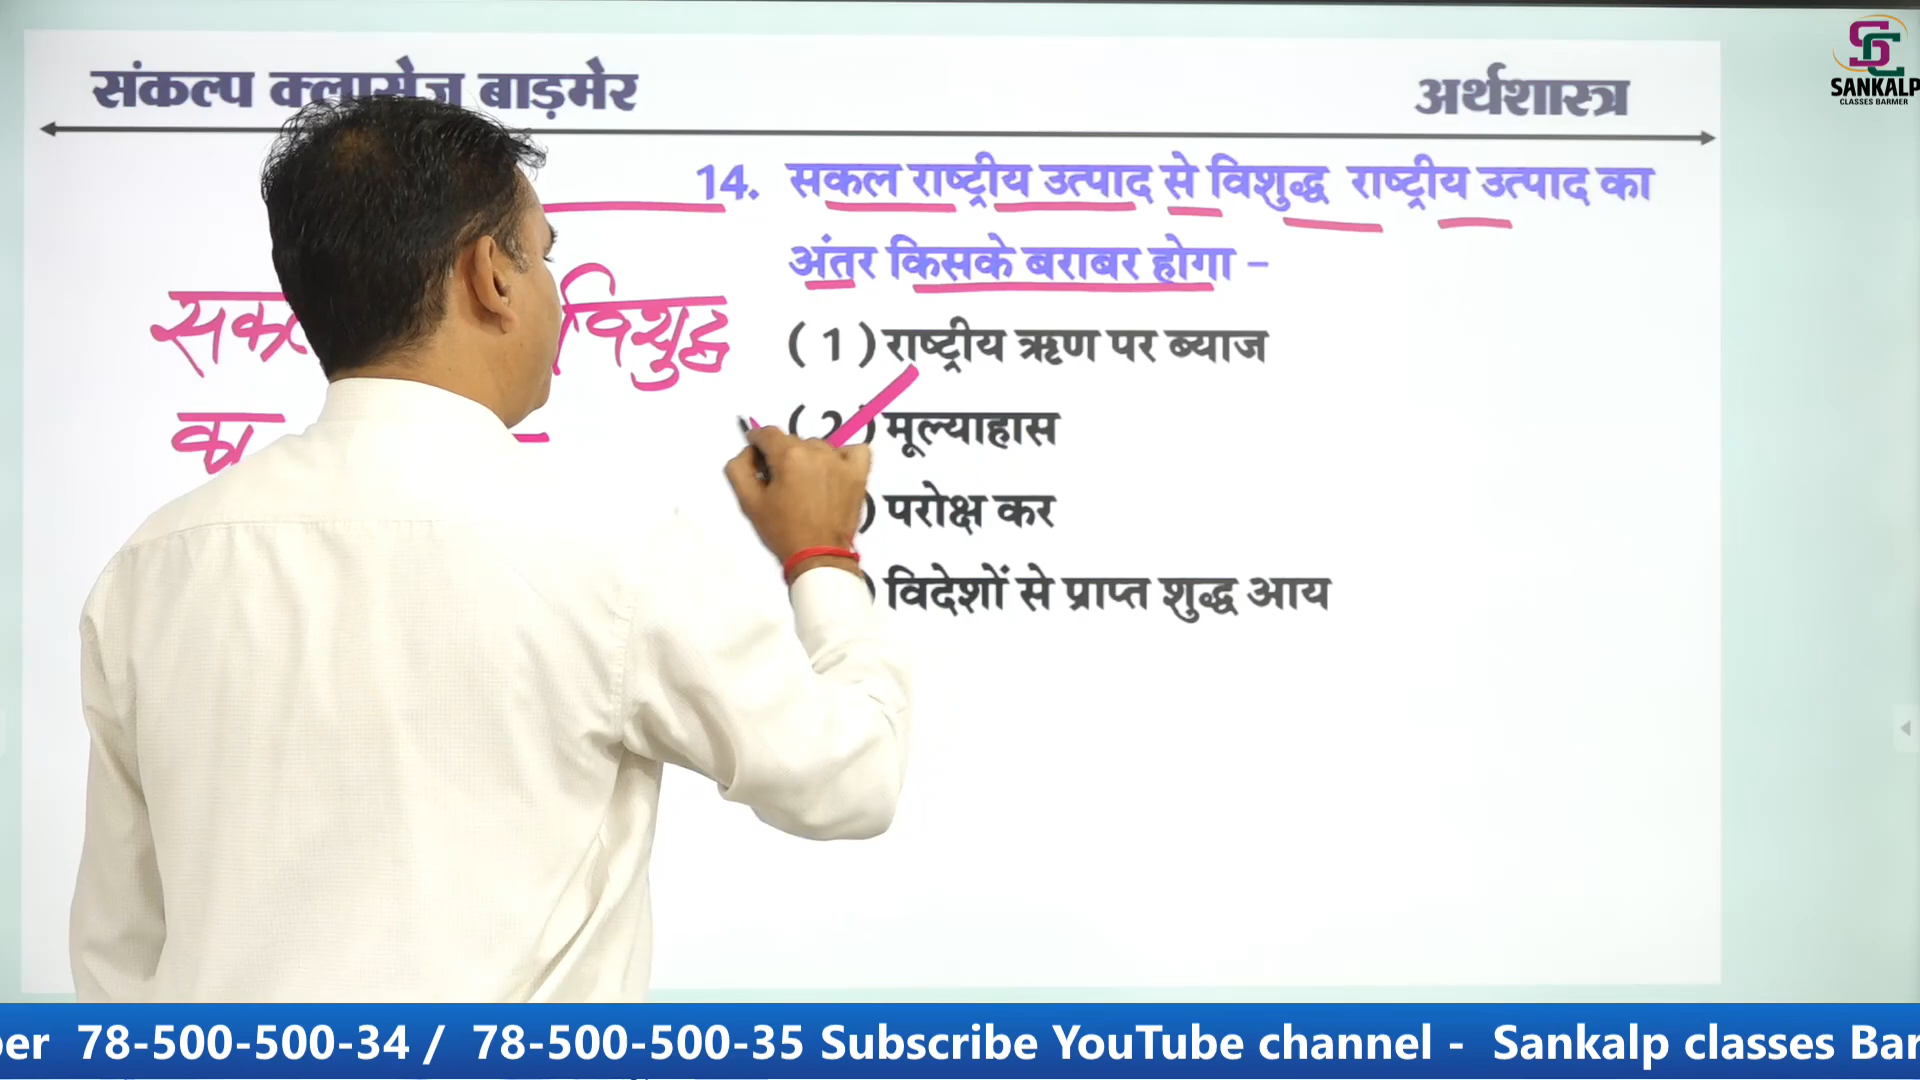 संकल्प क्लासेज बाड़मेर
अर्थशास्त्र
SANKALP
CLASSES BARMER
14. सकल राष्ट्रीय उत्पाद से विशुद्ध राष्ट्रीय उत्पाद का
अंतर किसके बराबर होगा –
( 1 ) राष्ट्रीय ऋण पर ब्याज
( 2 ) मूल्याहास
) परोक्ष कर
) विदेशों से प्राप्त शुद्ध आय
विशुद्ध
का
78-500-500-34 / 78-500-500-35 Subscribe YouTube channel - Sankalp classes